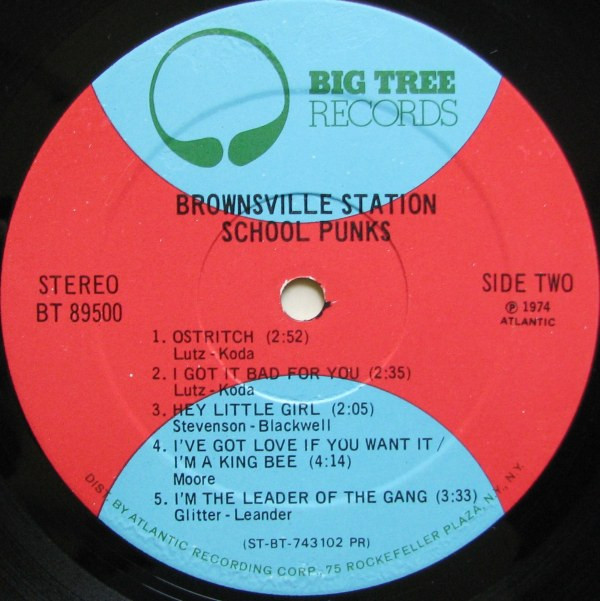 BIG TREE
RECORDS
BROWNSVILLE STATION
SCHOOL PUNKS
STEREO
BT 89500
SIDE TWO
℗ 1974
ATLANTIC
1. OSTRITCH (2:52)
Lutz - Koda
2. I GOT IT BAD FOR YOU (2:35)
Lutz - Koda
3. HEY LITTLE GIRL (2:05)
Stevenson - Blackwell
4. I'VE GOT LOVE IF YOU WANT IT /
I'M A KING BEE (4:14)
Moore
5. I'M THE LEADER OF THE GANG (3:33)
Glitter - Leander
(ST-BT-743102 PR)
DIST. BY ATLANTIC RECORDING CORP., 75 ROCKEFELLER PLAZA, N.Y. N.Y.